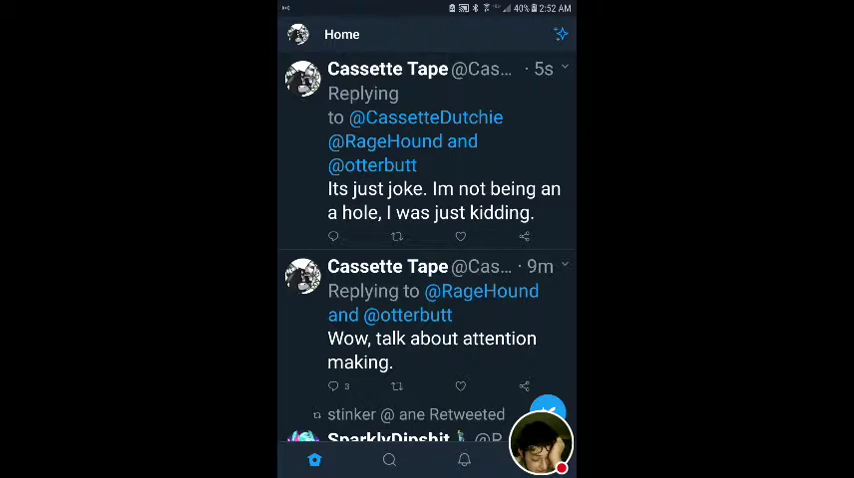 40% 2:52 AM
Home
Cassette Tape @Cas... · 5s
Replying
to @CassetteDutchie
@RageHound and
@otterbutt
Its just joke. Im not being an
a hole, I was just kidding.
Cassette Tape @Cas... · 9m
Replying to @RageHound
and @otterbutt
Wow, talk about attention
making.
3
stinker @ ane Retweeted
SparklyDipshit @R